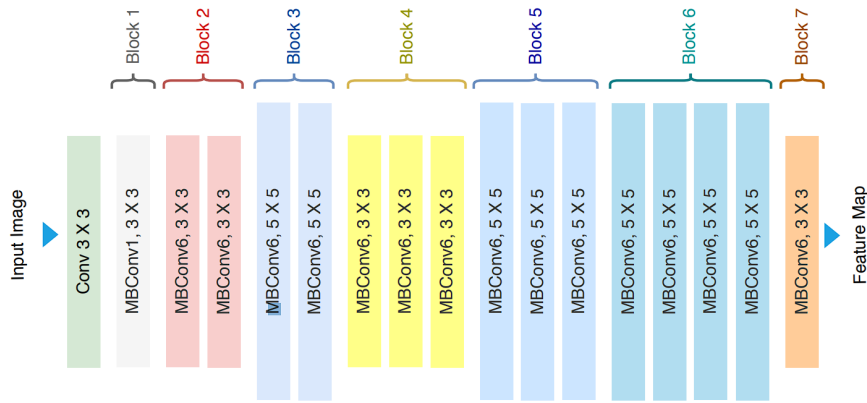 Block 1
Block 2
Block 3
Block 4
Block 5
Block 6
Block 7
Input Image
Conv 3 X 3
MBConv1, 3 X 3
MBConv6, 3 X 3
MBConv6, 3 X 3
MBConv6, 5 X 5
MBConv6, 5 X 5
MBConv6, 3 X 3
MBConv6, 3 X 3
MBConv6, 3 X 3
MBConv6, 5 X 5
MBConv6, 5 X 5
MBConv6, 5 X 5
MBConv6, 5 X 5
MBConv6, 5 X 5
MBConv6, 5 X 5
MBConv6, 5 X 5
MBConv6, 3 X 3
Feature Map